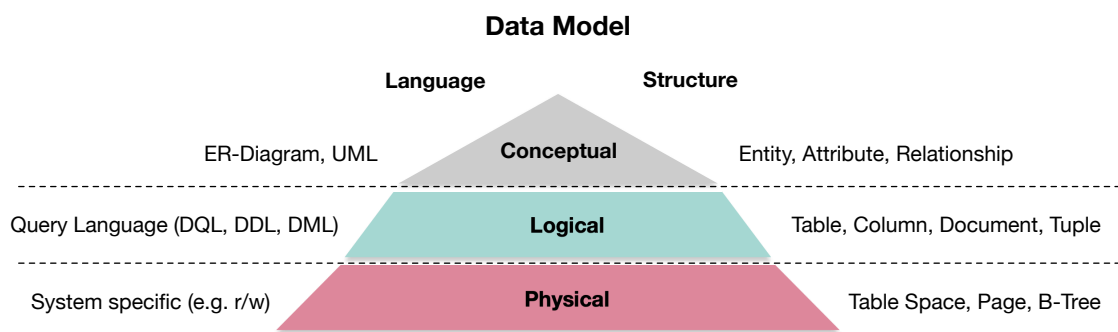 Data Model
Language
Structure
ER-Diagram, UML
Conceptual
Entity, Attribute, Relationship
Query Language (DQL, DDL, DML)
Logical
Table, Column, Document, Tuple
System specific (e.g. r/w)
Physical
Table Space, Page, B-Tree